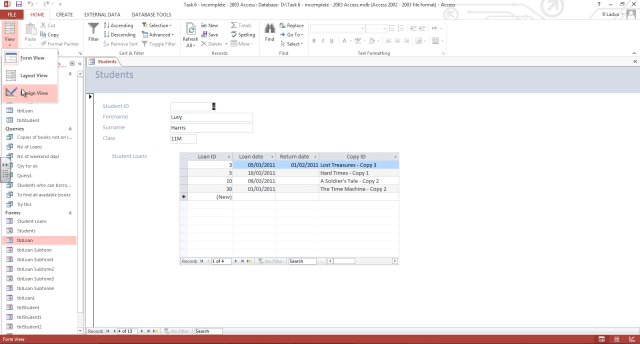 Task 6 - incomplete - 2003 Access : Database- D:\Task 6 - incomplete - 2003 Access.mdb (Access 2002 - 2003 file format) - Access
FILE HOME CREATE EXTERNAL DATA DATABASE TOOLS
View Cut Copy Format Painter
Filter Ascending Descending Remove Sort Selection Advanced Toggle Filter
Refresh All New Save Delete Totals Spelling More
Find Replace Go To Select
Sort & Filter Records Find Text Formatting
Form View
Layout View
Design View
tblLoan
tblStudent
Queries
Copies of books not on l...
No of Loans
No of weekend days
Qry for a6
Query1
Students who can borro...
To find all available books
Try this
Forms
Student Loans
Students
tblLoan
tblLoan Subform
tblLoan Subform1
tblLoan Subform2
tblLoan Subform3
tblLoan Subform4
tblLoan1
tblStudent
tblStudent1
tblStudent2
Students
Students
Student ID
Forename Lucy
Surname Harris
Class 11M
Student Loans
Loan ID Loan date Return date Copy ID
3 05/01/2011 01/02/2011 Lost Treasures - Copy 3
5 18/02/2011 Hard Times - Copy 1
10 08/03/2011 A Soldier's Tale - Copy 2
30 01/01/2011 The Time Machine - Copy 2
(New)
Record: 1 of 4 No Filter Search
Record: 4 of 13 No Filter Search
Form View